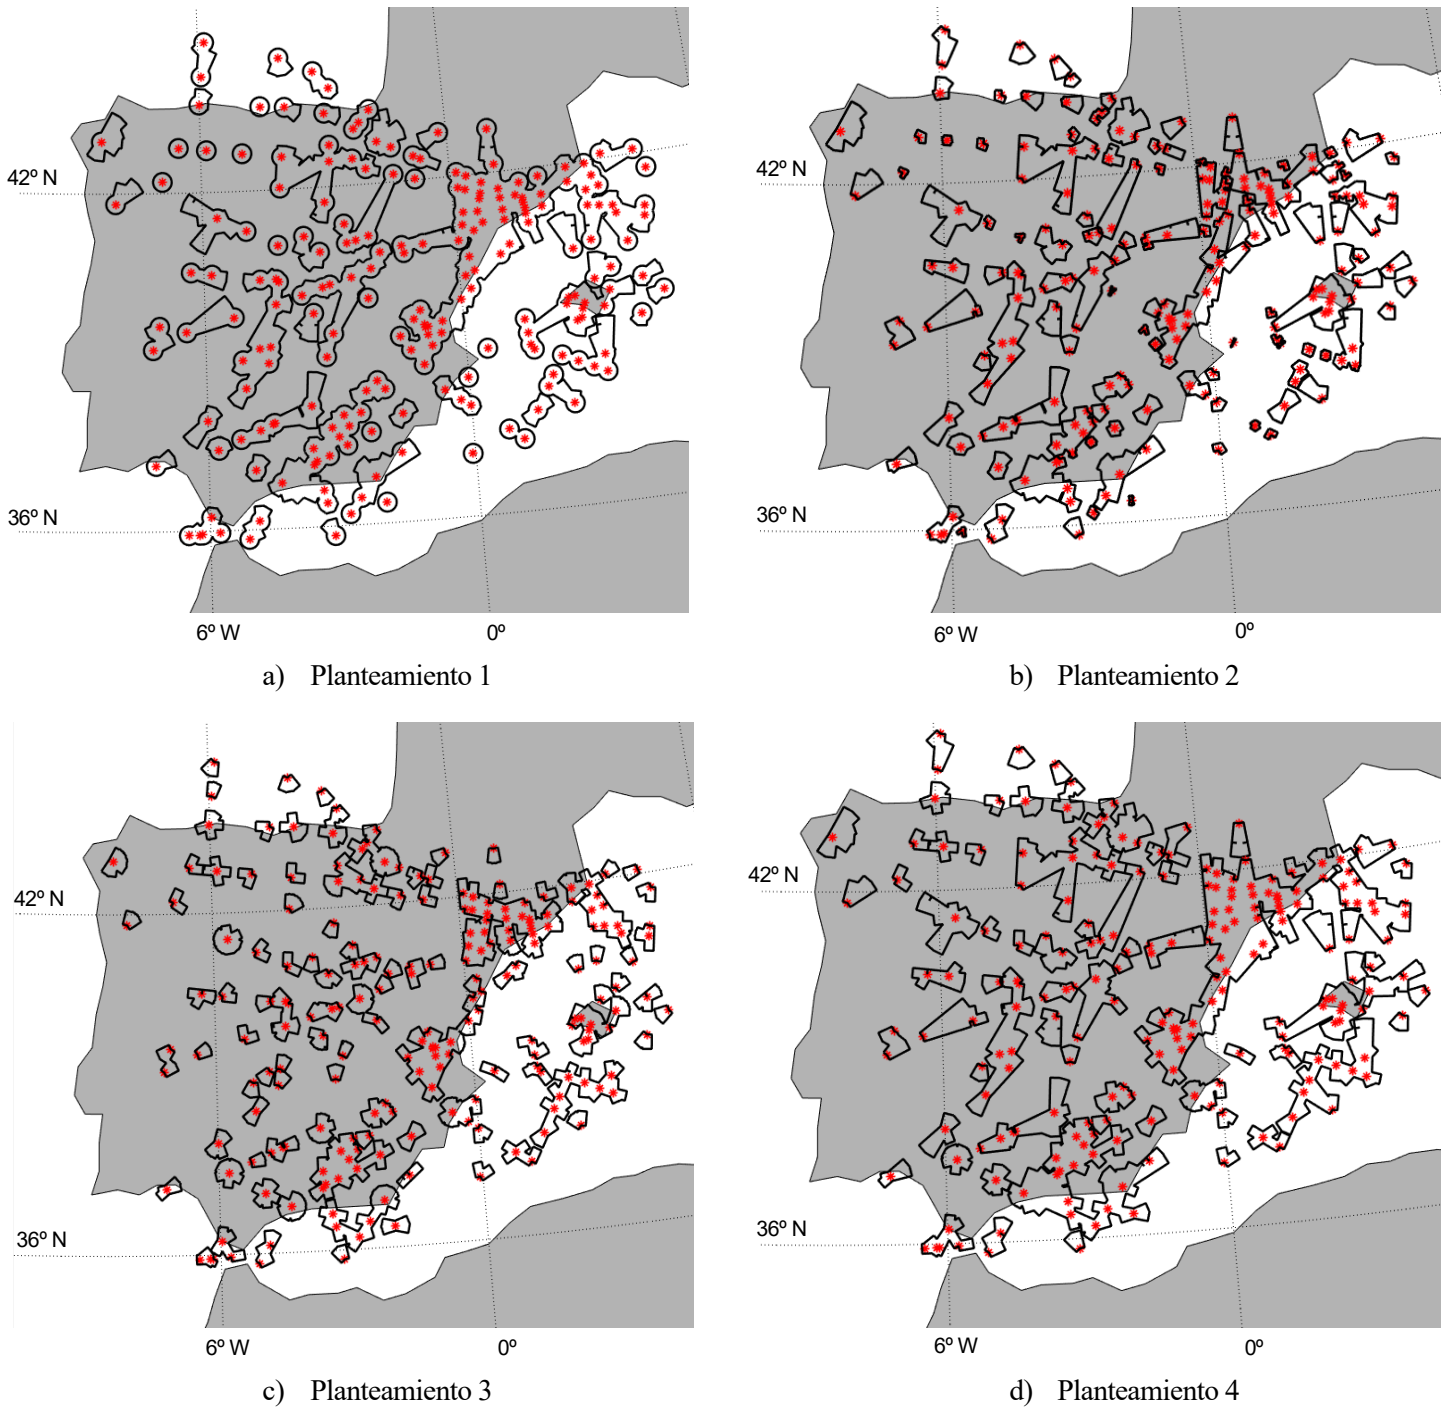 42º N
36º N
6º W
0º
a) Planteamiento 1
42º N
36º N
6º W
0º
b) Planteamiento 2
42º N
36º N
6º W
0º
c) Planteamiento 3
42º N
36º N
6º W
0º
d) Planteamiento 4